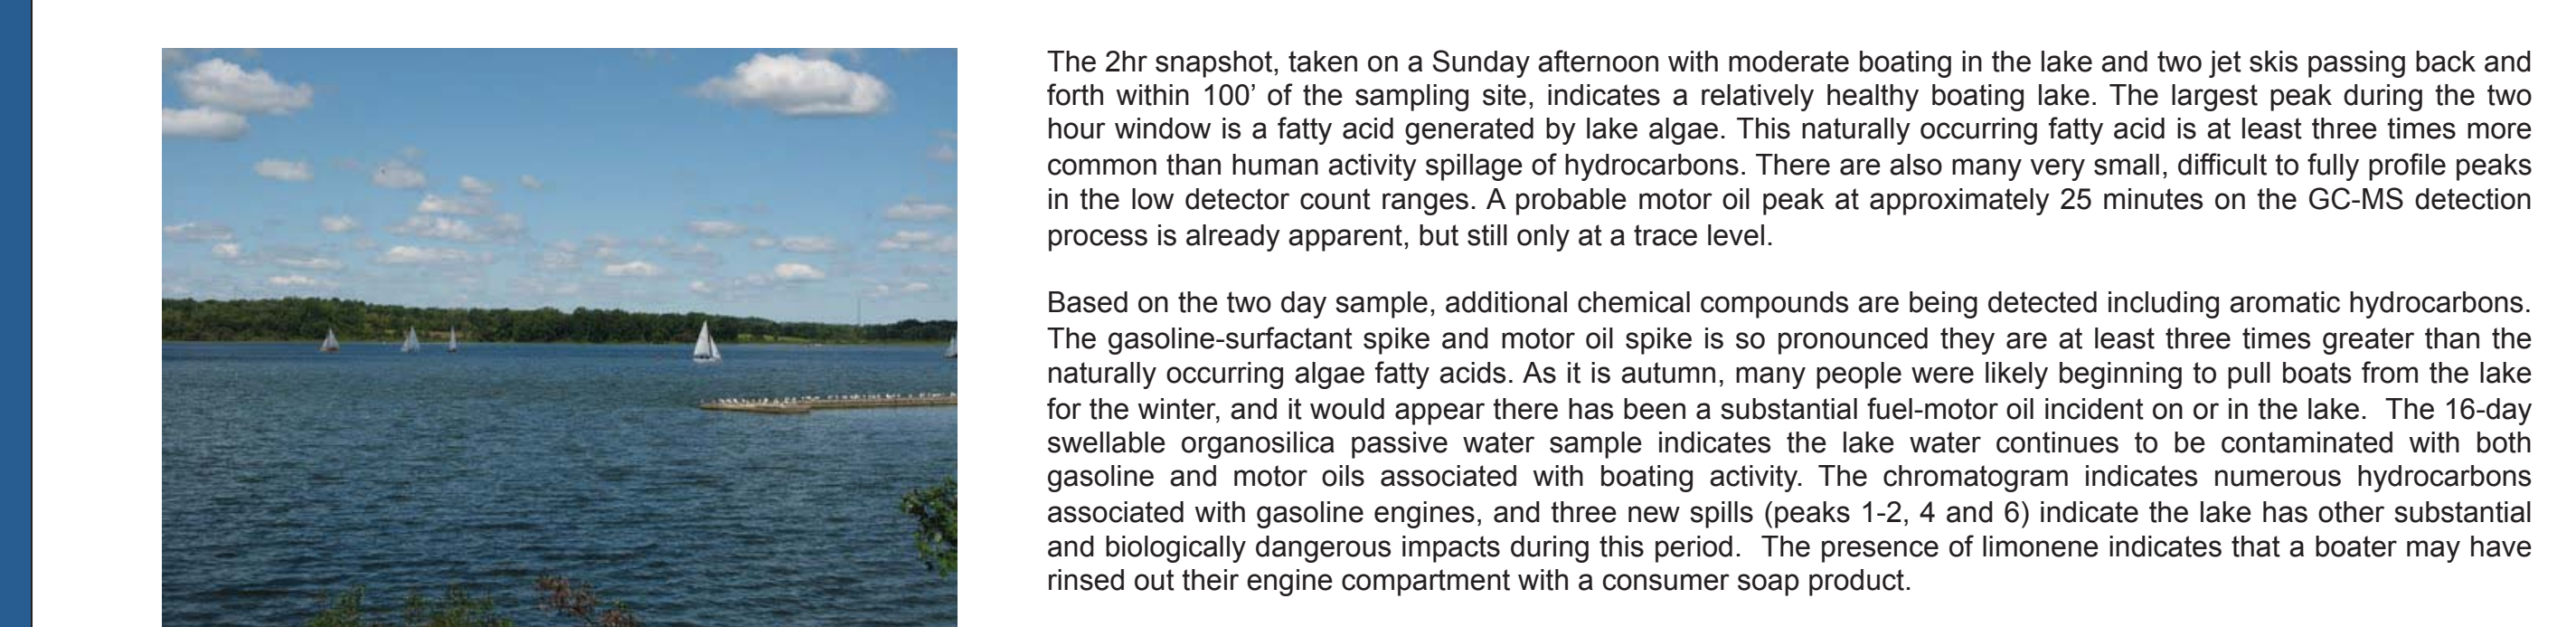 The 2hr snapshot, taken on a Sunday afternoon with moderate boating in the lake and two jet skis passing back and
forth within 100’ of the sampling site, indicates a relatively healthy boating lake. The largest peak during the two
hour window is a fatty acid generated by lake algae. This naturally occurring fatty acid is at least three times more
common than human activity spillage of hydrocarbons. There are also many very small, difficult to fully profile peaks
in the low detector count ranges. A probable motor oil peak at approximately 25 minutes on the GC-MS detection
process is already apparent, but still only at a trace level.
Based on the two day sample, additional chemical compounds are being detected including aromatic hydrocarbons.
The gasoline-surfactant spike and motor oil spike is so pronounced they are at least three times greater than the
naturally occurring algae fatty acids. As it is autumn, many people were likely beginning to pull boats from the lake
for the winter, and it would appear there has been a substantial fuel-motor oil incident on or in the lake.  The 16-day
swellable organosilica passive water sample indicates the lake water continues to be contaminated with both
gasoline and motor oils associated with boating activity. The chromatogram indicates numerous hydrocarbons
associated with gasoline engines, and three new spills (peaks 1-2, 4 and 6) indicate the lake has other substantial
and biologically dangerous impacts during this period.  The presence of limonene indicates that a boater may have
rinsed out their engine compartment with a consumer soap product.